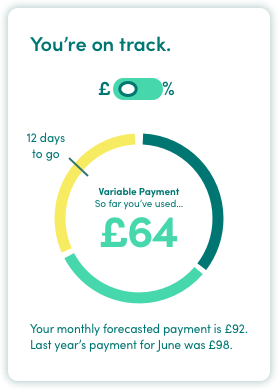 You're on track.
£ %
12 days
to go
Variable Payment
So far you've used...
£64
Your monthly forecasted payment is £92.
Last year's payment for June was £98.